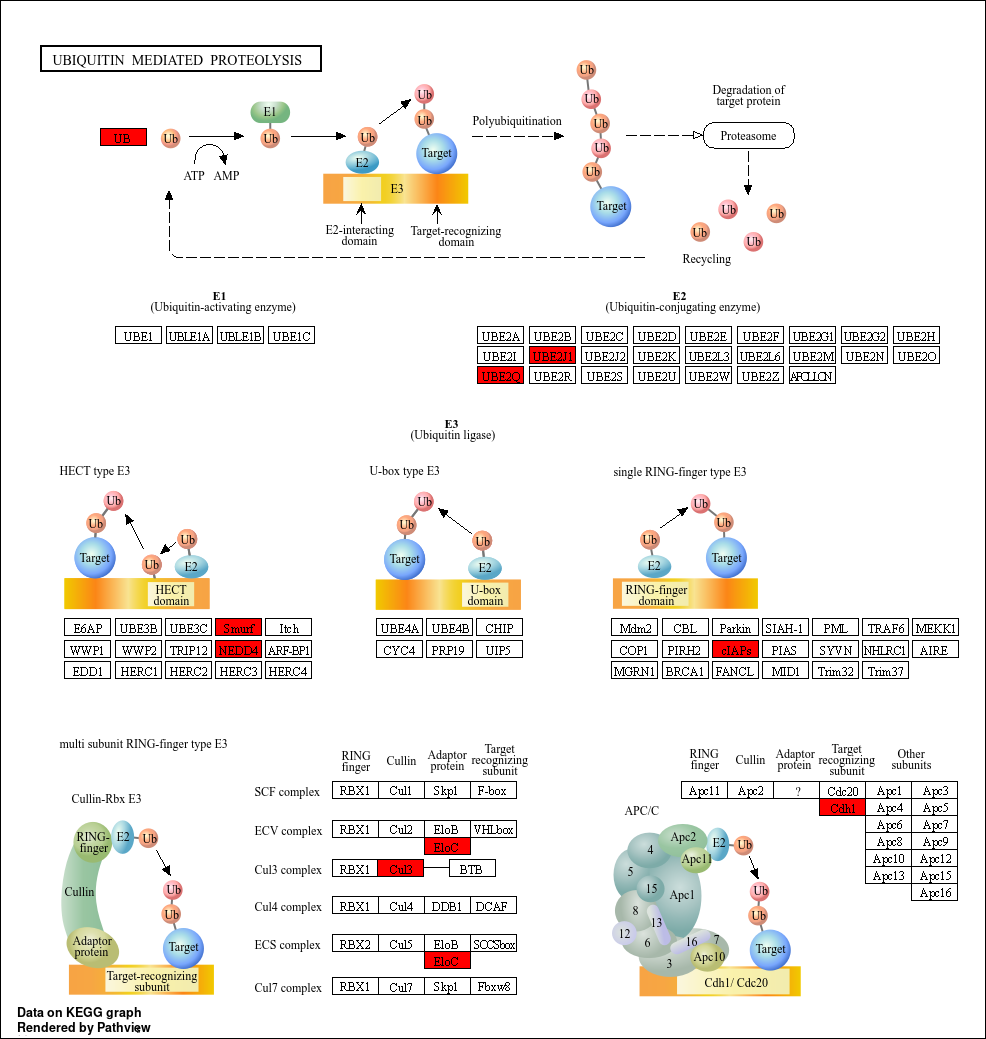 UBIQUITIN MEDIATED PROTEOLYSIS
Ub
Ub
Ub
Degradation of
target protein
E1
Ub
Ub
Ub
UB
Ub
Ub
Ub
Polyubiquitination
Proteasome
Ub
Target
E2
Ub
ATP
AMP
E3
Target
Ub
Ub
Ub
Ub
E2-interacting
domain
Target-recognizing
domain
Recycling
E1
(Ubiquitin-activating enzyme)
UBE1 UBLE1A UBLE1B UBE1C
E2
(Ubiquitin-conjugating enzyme)
UBE2A UBE2B UBE2C UBE2D UBE2E UBE2F UBE2G1 UBE2G2 UBE2H
UBE2I UBE2J1 UBE2J2 UBE2K UBE2L3 UBE2L6 UBE2M UBE2N UBE2O
UBE2Q UBE2R UBE2S UBE2U UBE2W UBE2Z AFCLLCN
E3
(Ubiquitin ligase)
HECT type E3
Ub
Ub
Ub
Target
Ub
E2
HECT
domain
E6AP UBE3B UBE3C Smurf Itch
WWP1 WWP2 TRIP12 NEDD4 ARF-BP1
EDD1 HERC1 HERC2 HERC3 HERC4
U-box type E3
Ub
Ub
Ub
Target
E2
U-box
domain
UBE4A UBE4B CHIP
CYC4 PRP19 UIP5
single RING-finger type E3
Ub
Ub
Ub
E2
Target
RING-finger
domain
Mdm2 CBL Parkin SIAH-1 PML TRAF6 MEKK1
COP1 PIRH2 cIAPs PIAS SYVN NHLRC1 AIRE
MGRN1 BRCA1 FANCL MID1 Trim32 Trim37
multi subunit RING-finger type E3
Cullin-Rbx E3
RING-
finger
E2
Ub
Cullin
Ub
Ub
Adaptor
protein
Target
Target-recognizing
subunit
RING
finger
Cullin
Adaptor
protein
Target
recognizing
subunit
SCF complex RBX1 Cul1 Skp1 F-box
ECV complex RBX1 Cul2 EloB VHLbox
EloC
Cul3 complex RBX1 Cul3 BTB
Cul4 complex RBX1 Cul4 DDB1 DCAF
ECS complex RBX2 Cul5 EloB SOCSbox
EloC
Cul7 complex RBX1 Cul7 Skp1 Fbxw8
RING
finger
Cullin
Adaptor
protein
Target
recognizing
subunit
Other
subunits
Apc11 Apc2 ? Cdc20 Apc1 Apc3
Cdh1 Apc4 Apc5
Apc6 Apc7
Apc8 Apc9
Apc10 Apc12
Apc13 Apc15
Apc16
APC/C
Apc2
E2
Ub
4
Apc11
5
15
Apc1
Ub
8
13
Ub
12
6
16
7
3
Apc10
Target
Cdh1/ Cdc20
Data on KEGG graph
Rendered by Pathview